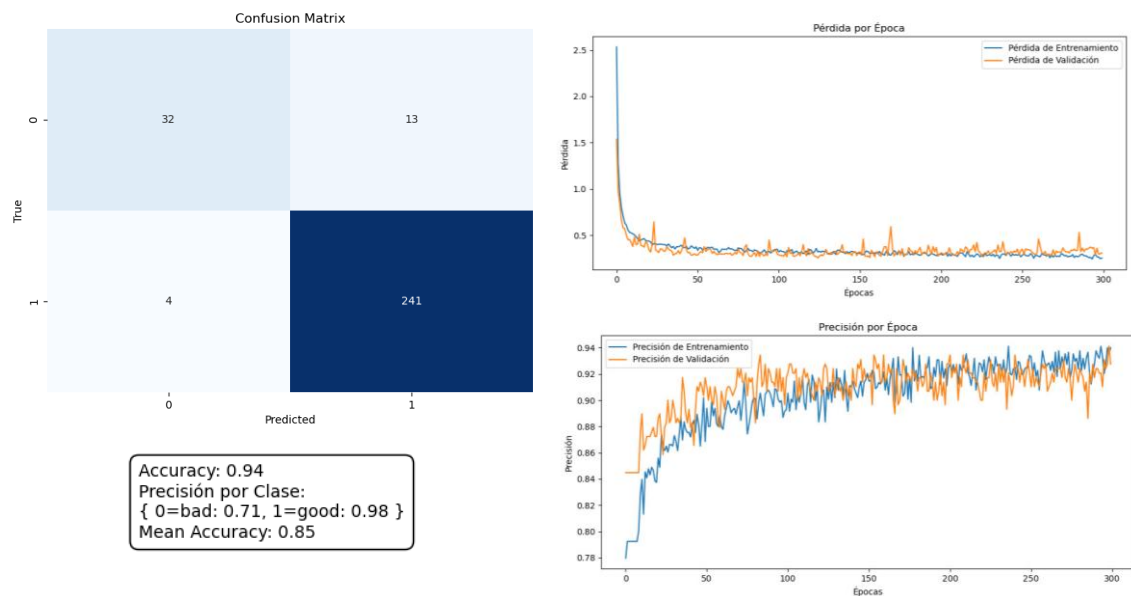 Confusion Matrix
True
0
32
13
1
4
241
0
1
Predicted
Accuracy: 0.94
Precisión por Clase:
{ 0=bad: 0.71, 1=good: 0.98 }
Mean Accuracy: 0.85
Pérdida por Época
Pérdida de Entrenamiento
Pérdida de Validación
Pérdida
2.5
2.0
1.5
1.0
0.5
0
50
100
150
200
250
300
Épocas
Precisión por Época
Precisión de Entrenamiento
Precisión de Validación
Precisión
0.94
0.92
0.90
0.88
0.86
0.84
0.82
0.80
0.78
0
50
100
150
200
250
300
Épocas